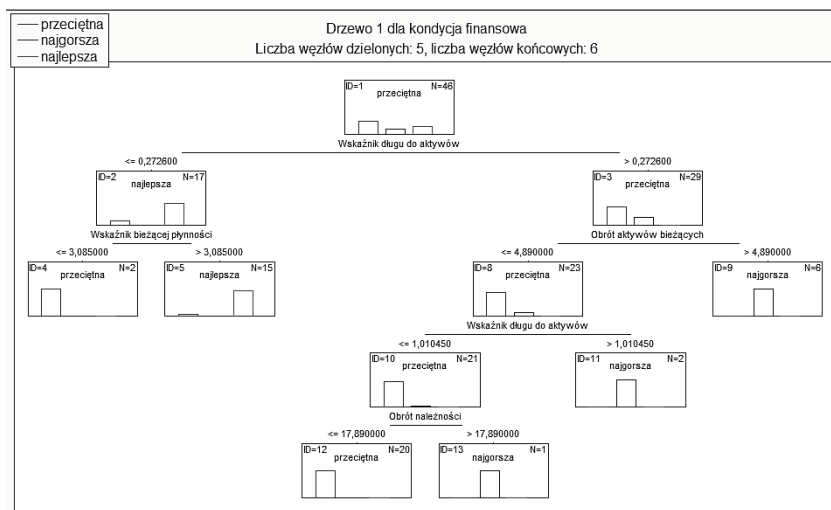 przeciętna
najgorsza
najlepsza
Drzewo 1 dla kondycja finansowa
Liczba węzłów dzielonych: 5, liczba węzłów końcowych: 6
ID=1 N=46
przeciętna
Wskaźnik długu do aktywów
<= 0,272600 > 0,272600
ID=2 N=17
najlepsza
ID=3 N=29
przeciętna
Wskaźnik bieżącej płynności
Obrót aktywów bieżących
<= 3,085000 > 3,085000
<= 4,890000 > 4,890000
ID=4 N=2
przeciętna
ID=5 N=15
najlepsza
ID=8 N=23
przeciętna
ID=9 N=6
najgorsza
Wskaźnik długu do aktywów
<= 1,010450 > 1,010450
ID=10 N=21
przeciętna
ID=11 N=2
najgorsza
Obrót należności
<= 17,890000 > 17,890000
ID=12 N=20
przeciętna
ID=13 N=1
najgorsza